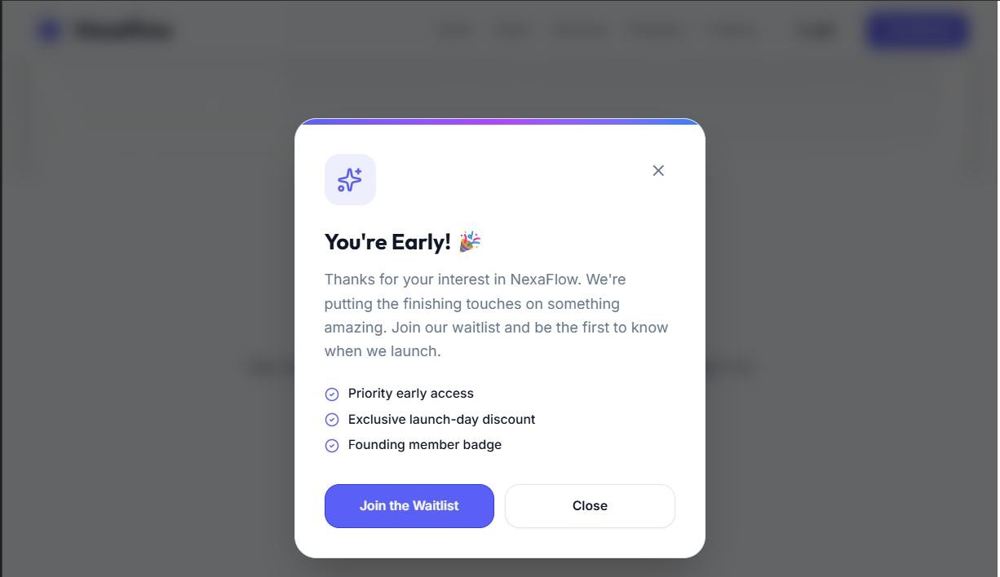 You're Early! 🎉
Thanks for your interest in NexaFlow. We're
putting the finishing touches on something
amazing. Join our waitlist and be the first to know
when we launch.
Priority early access
Exclusive launch-day discount
Founding member badge
Join the Waitlist
Close